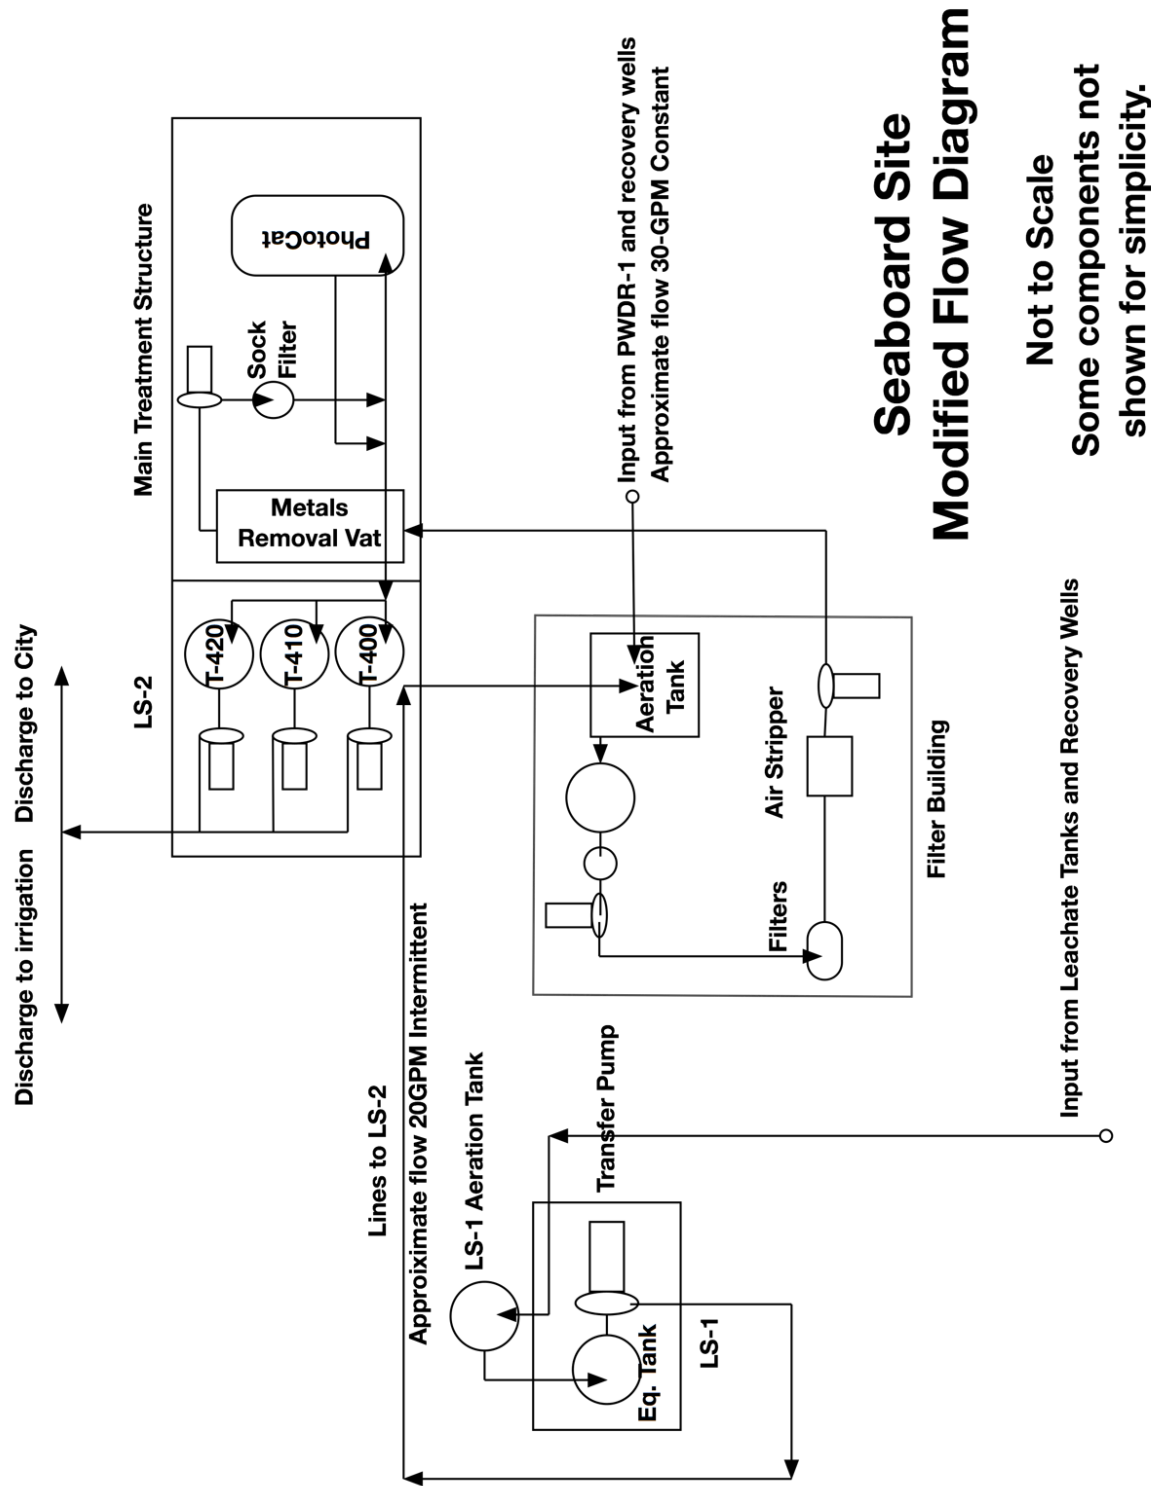 Discharge to irrigation
Discharge to City
LS-2
Main Treatment Structure
T-420
T-410
T-400
Metals
Removal Vat
Sock
Filter
PhotoCat
Lines to LS-2
Approiximate flow 20GPM Intermittent
LS-1 Aeration Tank
Transfer Pump
Eq. Tank
LS-1
Aeration
Tank
Filters
Air Stripper
Filter Building
Input from PWDR-1 and recovery wells
Approximate flow 30-GPM Constant
Input from Leachate Tanks and Recovery Wells
Seaboard Site
Modified Flow Diagram
Not to Scale
Some components not
shown for simplicity.